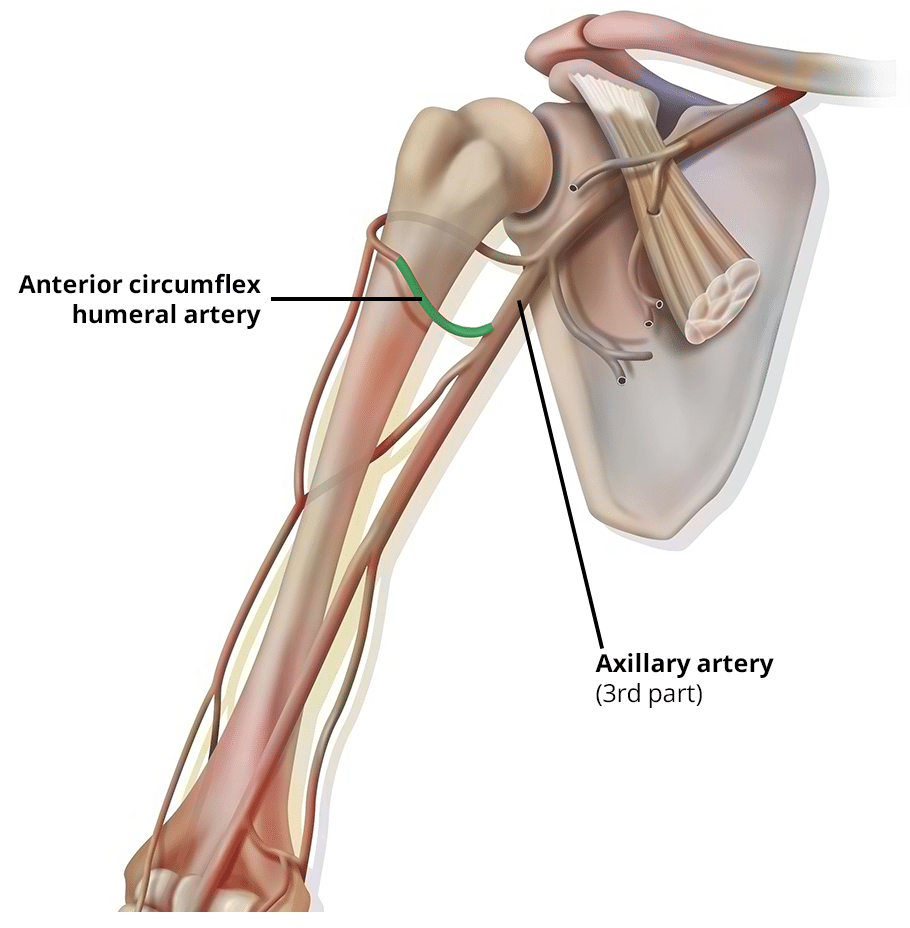 Anterior circumflex
humeral artery
Axillary artery
(3rd part)